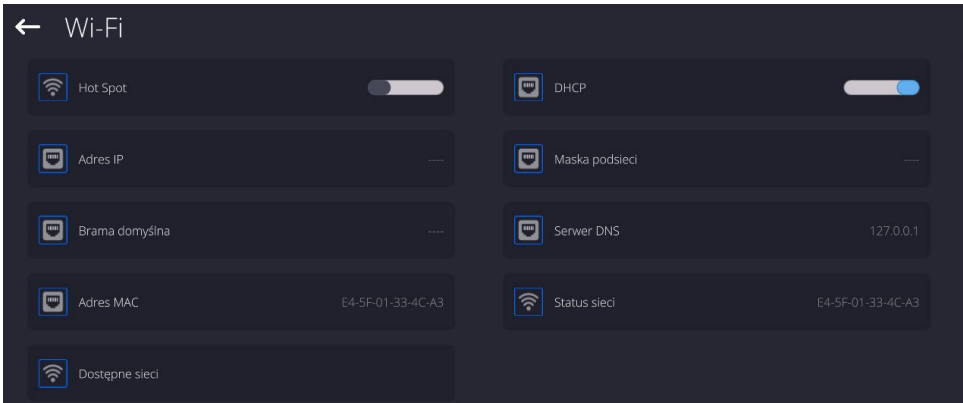 Wi-Fi
Hot Spot
DHCP
Adres IP ----
Maska podsieci ----
Brama domyślna ----
Serwer DNS 127.0.0.1
Adres MAC E4-5F-01-33-4C-A3
Status sieci E4-5F-01-33-4C-A3
Dostępne sieci